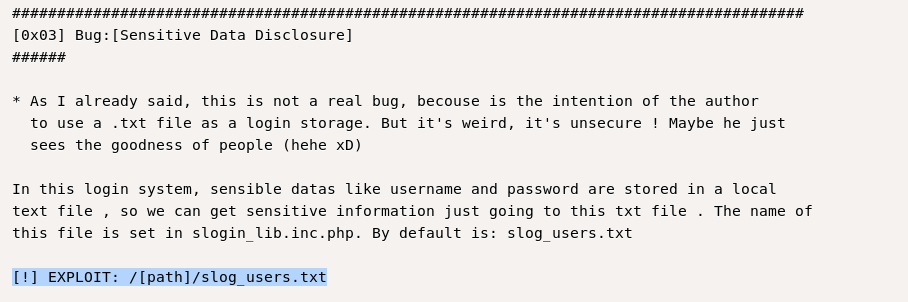 ########################################################################################
[0x03] Bug:[Sensitive Data Disclosure]
######
* As I already said, this is not a real bug, becouse is the intention of the author
to use a .txt file as a login storage. But it's weird, it's unsecure ! Maybe he just
sees the goodness of people (hehe xD)
In this login system, sensible datas like username and password are stored in a local
text file , so we can get sensitive information just going to this txt file . The name of
this file is set in slogin_lib.inc.php. By default is: slog_users.txt
[!] EXPLOIT: /[path]/slog_users.txt